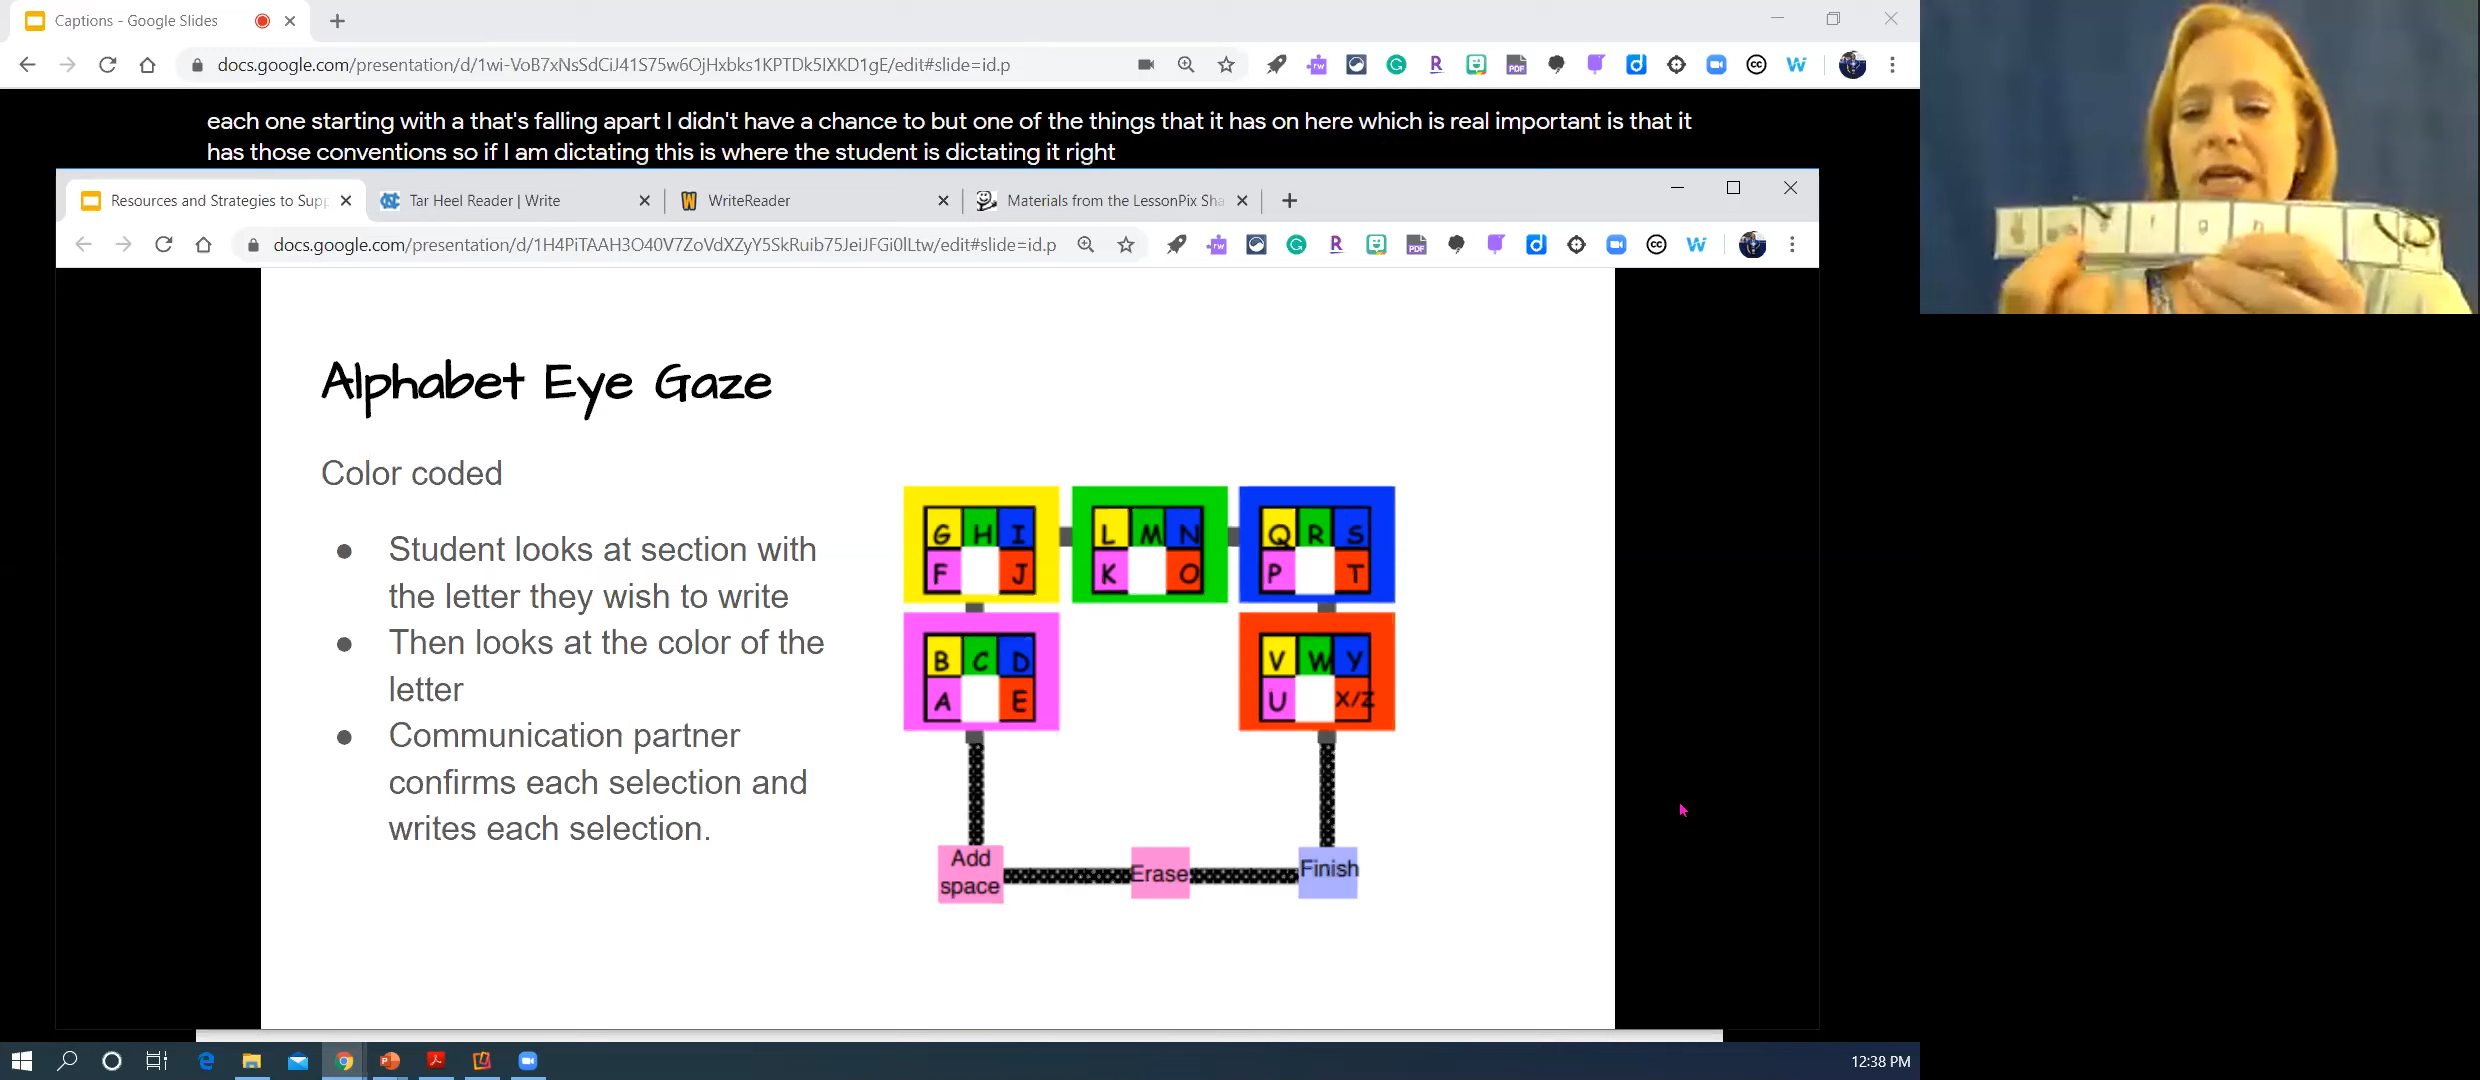 Captions - Google Slides
docs.google.com/presentation/d/1wi-VoB7xNsSdCiJ41S75w6OjHxbks1KPTDk5IXKD1gE/edit#slide=id.p
each one starting with a that's falling apart I didn't have a chance to but one of the things that it has on here which is real important is that it
has those conventions so if I am dictating this is where the student is dictating it right
Resources and Strategies to Supp
Tar Heel Reader | Write
WriteReader
Materials from the LessonPix Sha
docs.google.com/presentation/d/1H4PiTAAH3O40V7ZoVdXZyY5SkRuib75JeiJFGi0lLtw/edit#slide=id.p
Alphabet Eye Gaze
Color coded
● Student looks at section with
the letter they wish to write
● Then looks at the color of the
letter
● Communication partner
confirms each selection and
writes each selection.
G H I
F J
L M N
K O
Q R S
P T
B C D
A E
V W Y
U X/Z
Add
space
Erase
Finish
12:38 PM